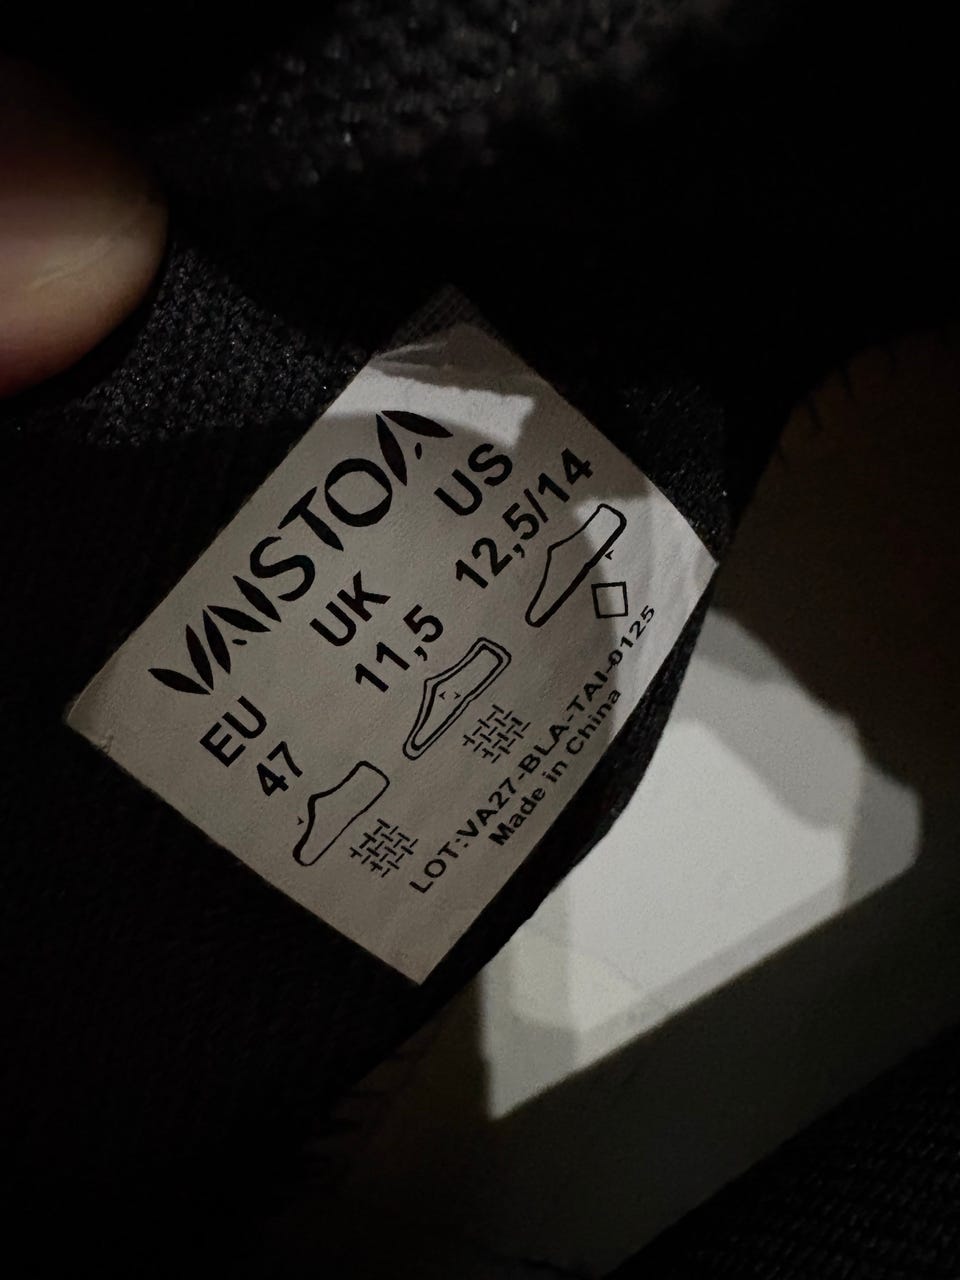 VAISTOA
EU UK US
47 11,5 12,5/14
LOT:VA27-BLA-TAI-0125
Made in China